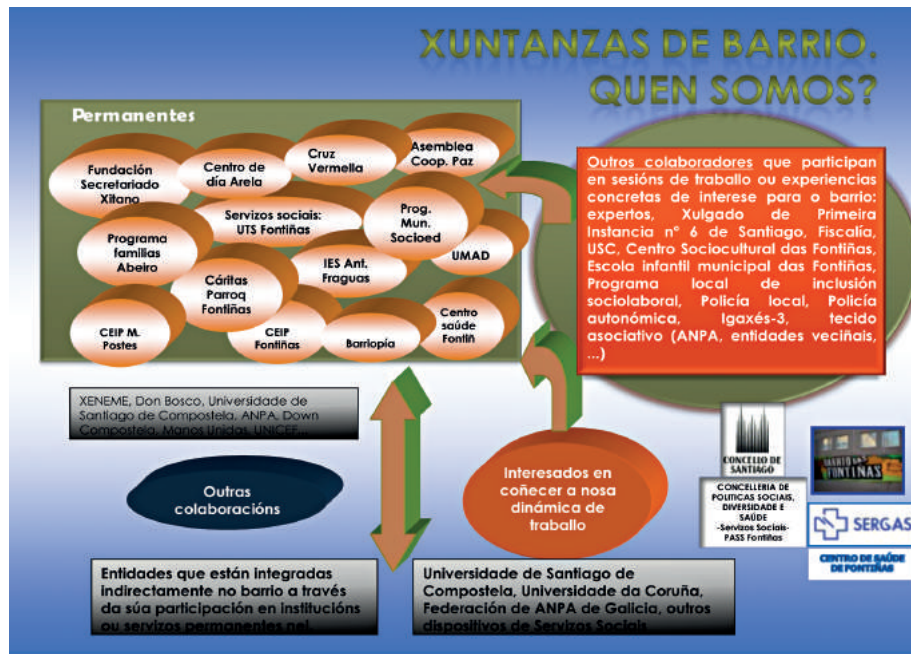 XUNTANZAS DE BARRIO.
QUEN SOMOS?
Permanentes
Fundación
Secretariado
Xitano
Centro de
día Arela
Cruz
Vermella
Asemblea
Coop. Paz
Programa
familias
Abeiro
Servizos sociais:
UTS Fontiñas
Prog.
Mun.
Socioed
UMAD
Cáritas
Parroq
Fontiñas
IES Ant.
Fraguas
CEIP M.
Postes
CEIP
Fontiñas
Barriopía
Centro
saúde
Fontiñ
Outros colaboradores que participan
en sesións de traballo ou experiencias
concretas de interese para o barrio:
expertos, Xulgado de Primeira
Instancia nº 6 de Santiago, Fiscalía,
USC, Centro Sociocultural das Fontiñas,
Escola infantil municipal das Fontiñas,
Programa local de inclusión
sociolaboral, Policía local, Policía
autonómica, Igaxés-3, tecido
asociativo (ANPA, entidades veciñais,
...)
XENEME, Don Bosco, Universidade de
Santiago de Compostela, ANPA, Down
Compostela, Manos Unidas, UNICEF...
Outras
colaboracións
Interesados en
coñecer a nosa
dinámica de
traballo
Entidades que están integradas
indirectamente no barrio a través
da súa participación en institucións
ou servizos permanentes nel.
Universidade de Santiago de
Compostela, Universidade da Coruña,
Federación de ANPA de Galicia, outros
dispositivos de Servizos Sociais
CONCELLO DE
SANTIAGO
CONCELLERIA DE
POLITICAS SOCIAIS,
DIVERSIDADE E
SAÚDE
-Servizos Sociais-
PASS Fontiñas
BARRIO DE
FONTIÑAS
SERGAS
CENTRO DE SAÚDE
DE FONTIÑAS